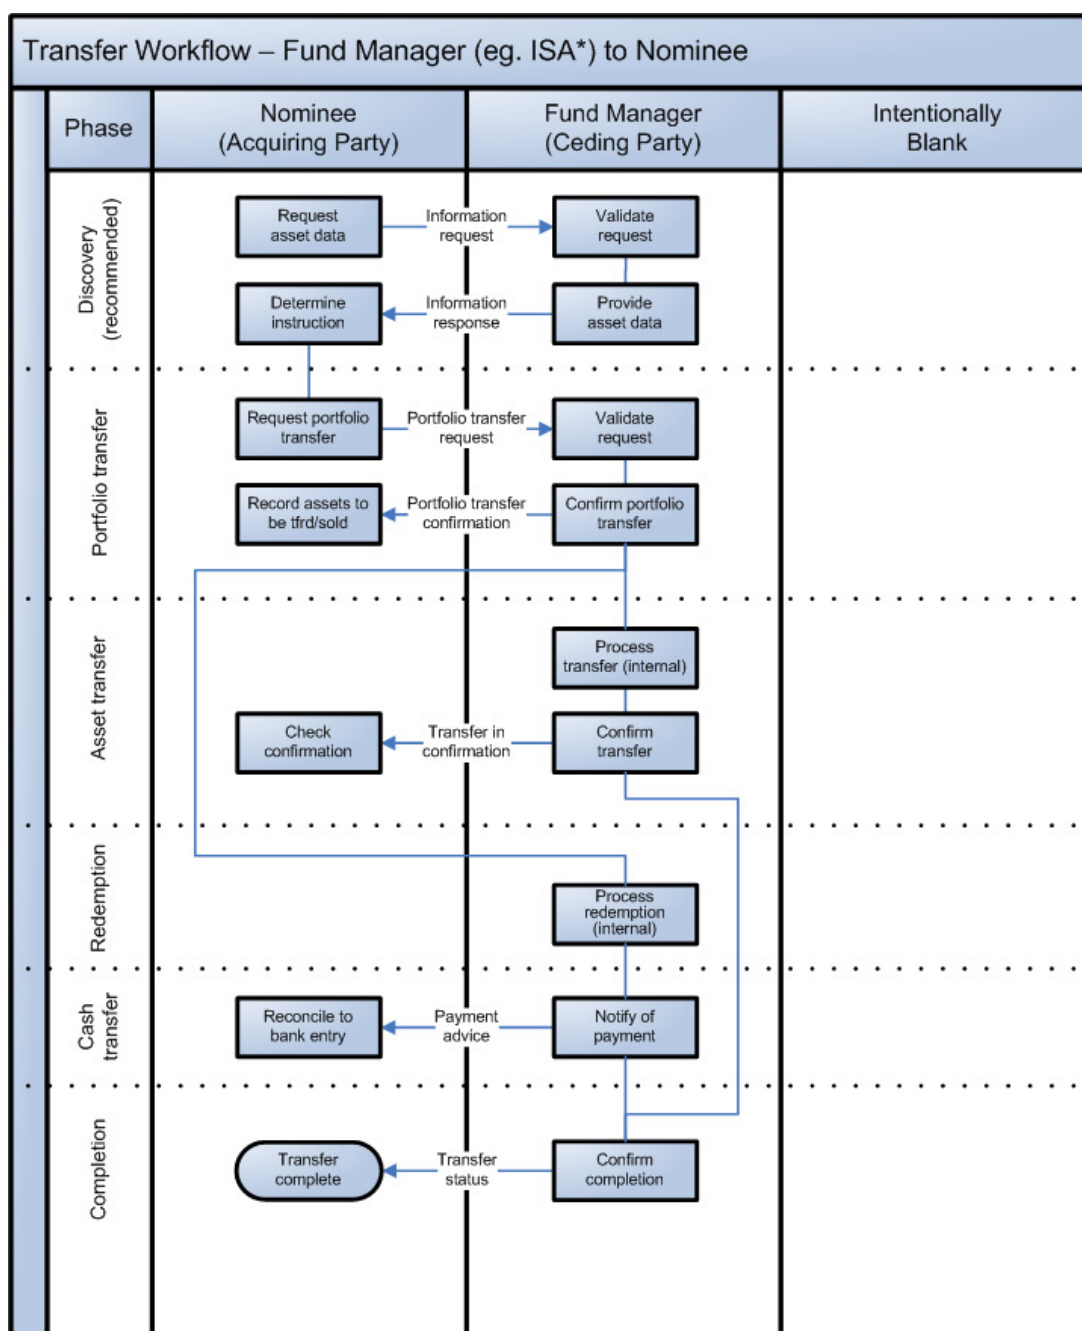 Transfer Workflow – Fund Manager (eg. ISA*) to Nominee
Phase
Nominee
(Acquiring Party)
Fund Manager
(Ceding Party)
Intentionally
Blank
Discovery
(recommended)
Request
asset data
Information
request
Validate
request
Determine
instruction
Information
response
Provide
asset data
Portfolio transfer
Request portfolio
transfer
Portfolio transfer
request
Validate
request
Record assets to
be tfrd/sold
Portfolio transfer
confirmation
Confirm portfolio
transfer
Asset transfer
Process
transfer (internal)
Check
confirmation
Transfer in
confirmation
Confirm
transfer
Redemption
Process
redemption
(internal)
Cash
transfer
Reconcile to
bank entry
Payment
advice
Notify of
payment
Completion
Transfer
complete
Transfer
status
Confirm
completion